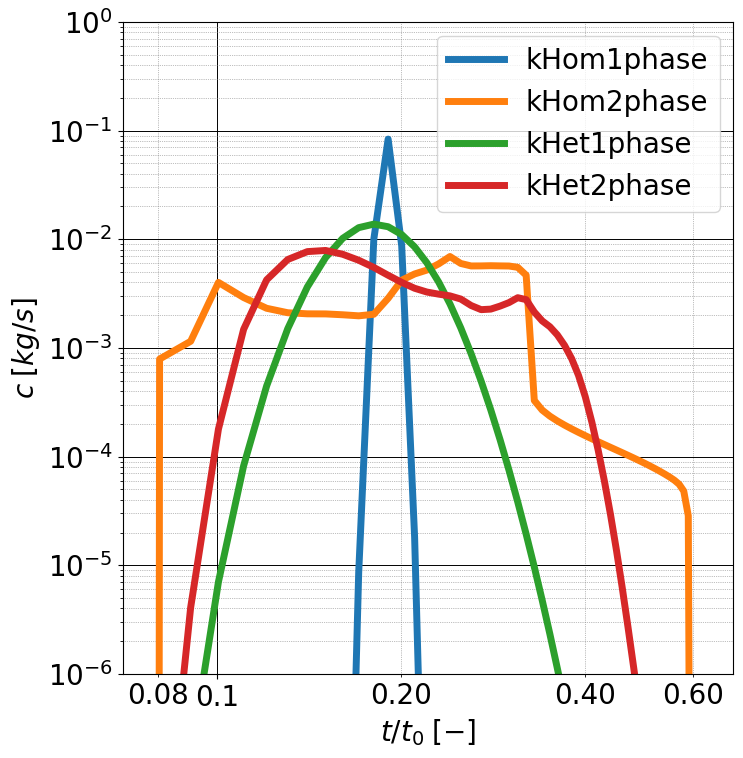 10^0
10^-1
10^-2
10^-3
10^-4
10^-5
10^-6
c [kg/s]
kHom1phase
kHom2phase
kHet1phase
kHet2phase
0.08 0.1 0.20 0.40 0.60
t/t_0 [−]